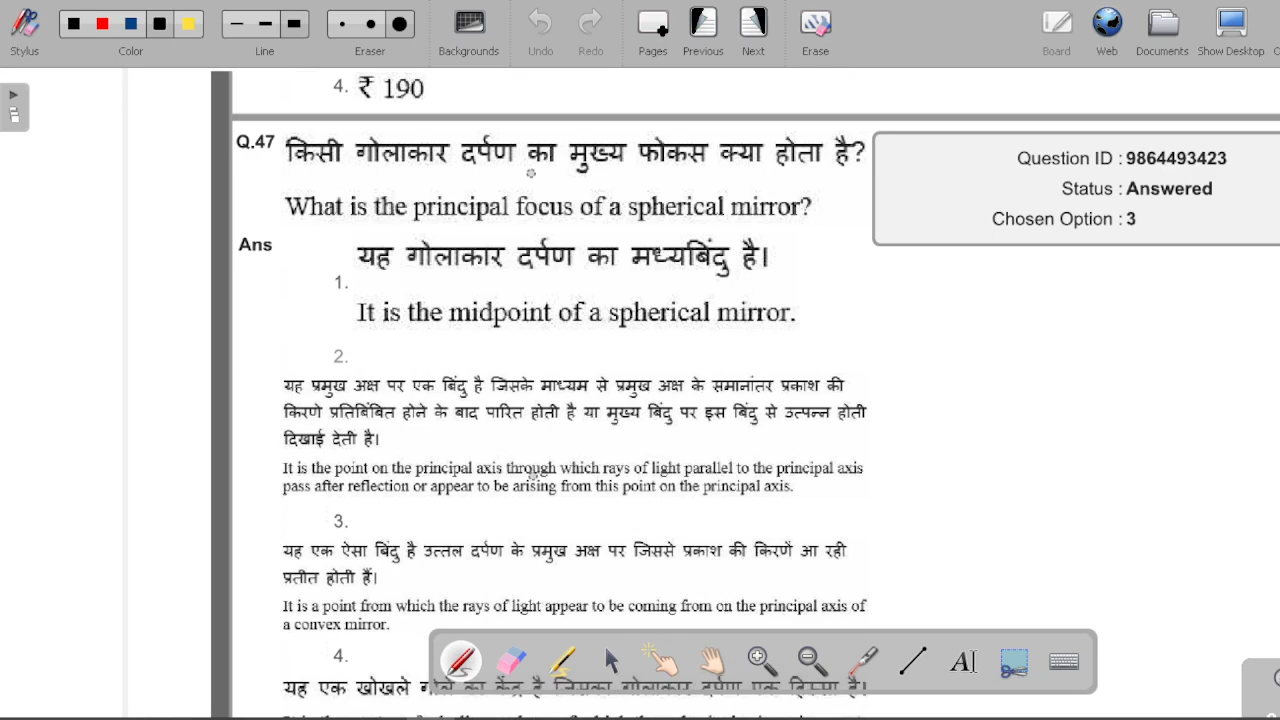 Stylus
Color
Line
Eraser
Backgrounds
Undo
Redo
Pages
Previous
Next
Erase
Board
Web
Documents
Show Desktop
4. ₹ 190
Q.47 किसी गोलाकार दर्पण का मुख्य फोकस क्या होता है?
What is the principal focus of a spherical mirror?
Question ID : 9864493423
Status : Answered
Chosen Option : 3
Ans
यह गोलाकार दर्पण का मध्यबिंदु है।
1.
It is the midpoint of a spherical mirror.
2.
यह प्रमुख अक्ष पर एक बिंदु है जिसके माध्यम से प्रमुख अक्ष के समानांतर प्रकाश की
किरणे प्रतिबिंबित होने के बाद पारित होती है या मुख्य बिंदु पर इस बिंदु से उत्पन्न होती
दिखाई देती है।
It is the point on the principal axis through which rays of light parallel to the principal axis
pass after reflection or appear to be arising from this point on the principal axis.
3.
यह एक ऐसा बिंदु है उत्तल दर्पण के प्रमुख अक्ष पर जिससे प्रकाश की किरणें आ रही
प्रतीत होती हैं।
It is a point from which the rays of light appear to be coming from on the principal axis of
a convex mirror.
4.
यह एक खोखले गोले का केंद्र है जिसका गोलाकार दर्पण एक हिस्सा है।